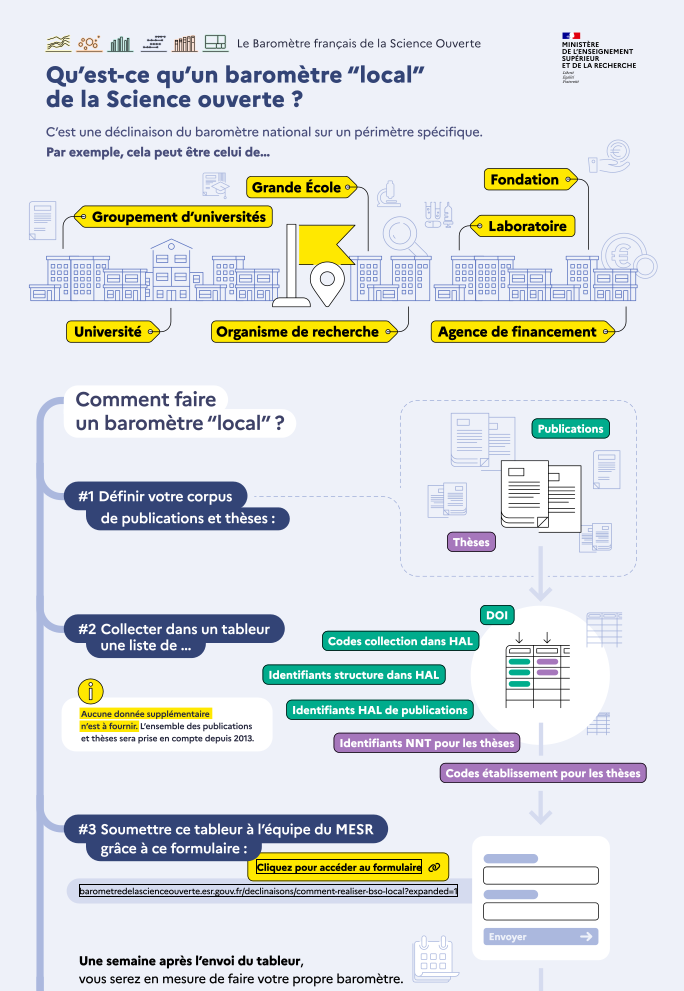 Le Baromètre français de la Science Ouverte
MINISTÈRE
DE L'ENSEIGNEMENT
SUPÉRIEUR
ET DE LA RECHERCHE
Liberté
Égalité
Fraternité
Qu'est-ce qu'un baromètre “local”
de la Science ouverte ?
C'est une déclinaison du baromètre national sur un périmètre spécifique.
Par exemple, cela peut être celui de...
Grande École
Fondation
Groupement d'universités
Laboratoire
Université
Organisme de recherche
Agence de financement
Comment faire
un baromètre “local” ?
Publications
#1 Définir votre corpus
de publications et thèses :
Thèses
DOI
#2 Collecter dans un tableur
une liste de ...
Codes collection dans HAL
Identifiants structure dans HAL
Identifiants HAL de publications
Identifiants NNT pour les thèses
Codes établissement pour les thèses
i
Aucune donnée supplémentaire
n'est à fournir. L'ensemble des publications
et thèses sera prise en compte depuis 2013.
#3 Soumettre ce tableur à l'équipe du MESR
grâce à ce formulaire :
Cliquez pour accéder au formulaire
barometredelascienceouverte.esr.gouv.fr/declinaisons/comment-realiser-bso-local?expanded=1
Envoyer
Une semaine après l'envoi du tableur,
vous serez en mesure de faire votre propre baromètre.